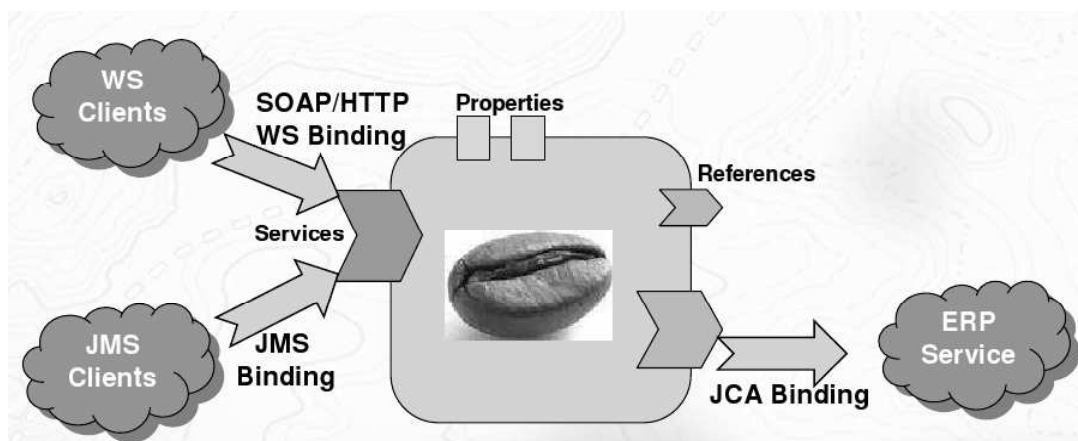 WS
Clients
SOAP/HTTP
WS Binding
Properties
References
Services
JMS
Clients
JMS
Binding
ERP
Service
JCA Binding